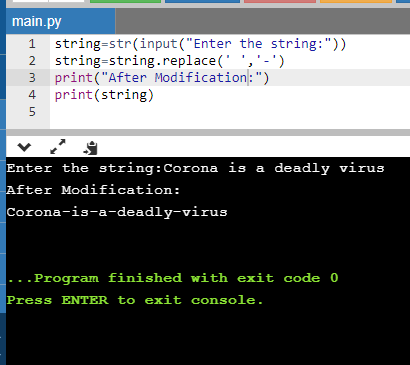 main.py
1 string=str(input("Enter the string:"))
2 string=string.replace(' ','-')
3 print("After Modification:")
4 print(string)
5
Enter the string:Corona is a deadly virus
After Modification:
Corona-is-a-deadly-virus
...Program finished with exit code 0
Press ENTER to exit console.